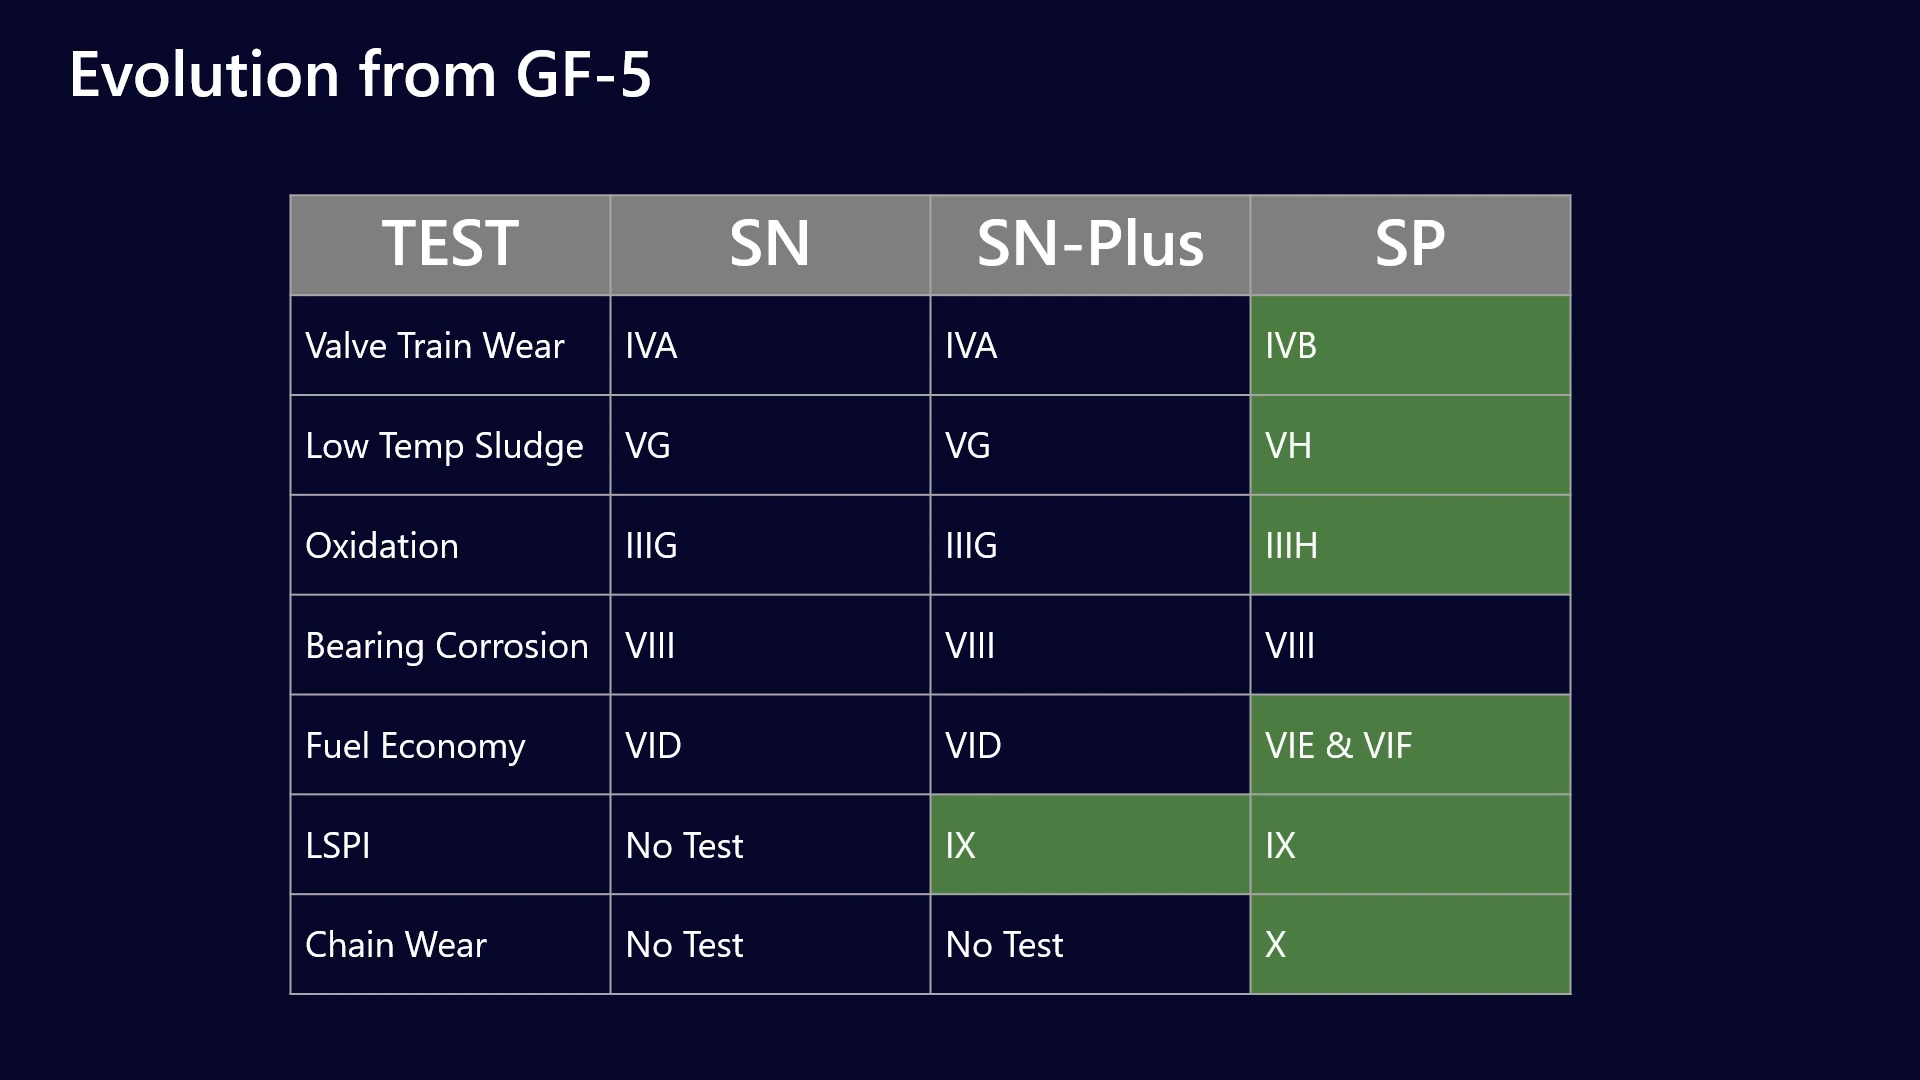 Evolution from GF-5
TEST SN SN-Plus SP
Valve Train Wear IVA IVA IVB
Low Temp Sludge VG VG VH
Oxidation IIIG IIIG IIIH
Bearing Corrosion VIII VIII VIII
Fuel Economy VID VID VIE & VIF
LSPI No Test IX IX
Chain Wear No Test No Test X